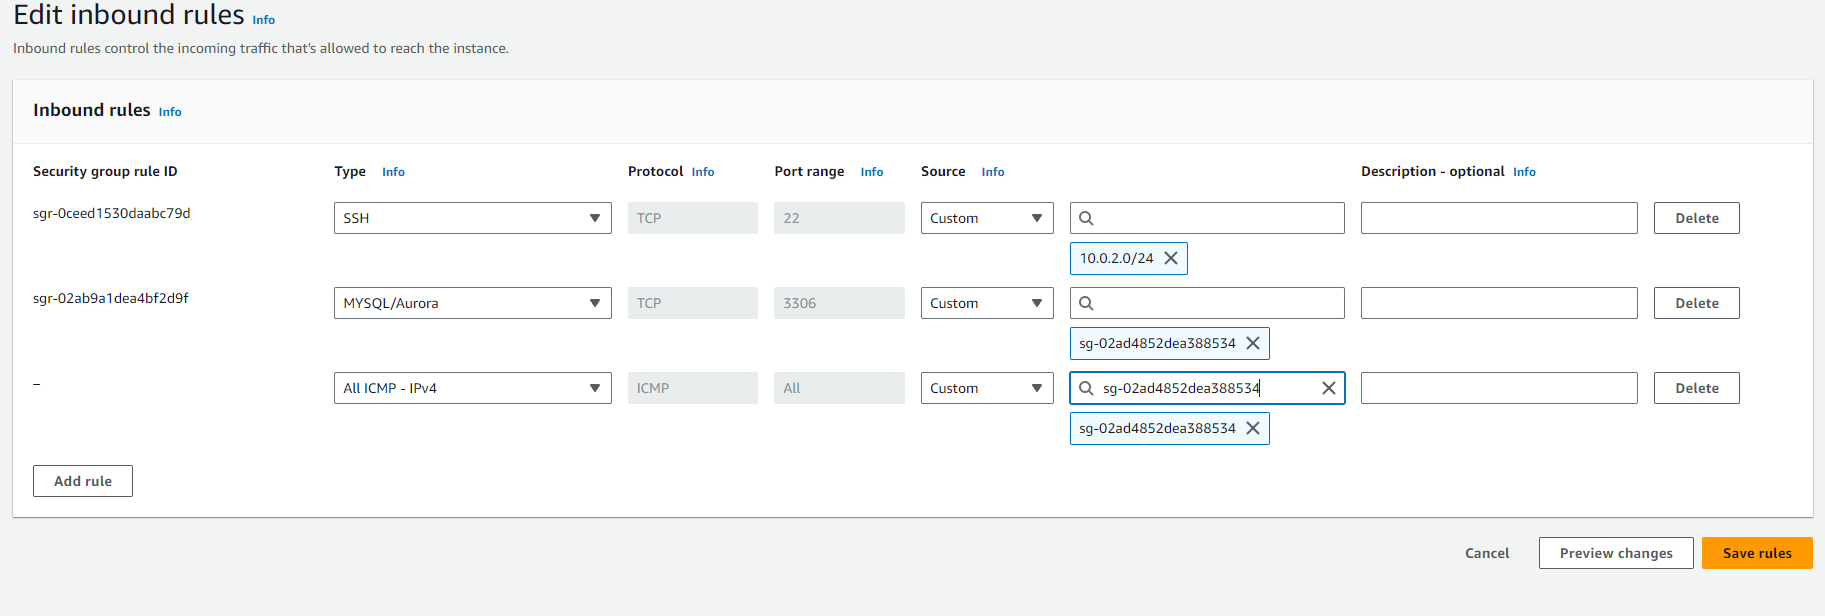 Edit inbound rules Info
Inbound rules control the incoming traffic that's allowed to reach the instance.
Inbound rules Info
Security group rule ID Type Info Protocol Info Port range Info Source Info Description - optional Info
sgr-0ceed1530daabc79d SSH TCP 22 Custom Delete
10.0.2.0/24
sgr-02ab9a1dea4bf2d9f MYSQL/Aurora TCP 3306 Custom Delete
sg-02ad4852dea388534
– All ICMP - IPv4 ICMP All Custom sg-02ad4852dea388534 Delete
sg-02ad4852dea388534
Add rule
Cancel Preview changes Save rules